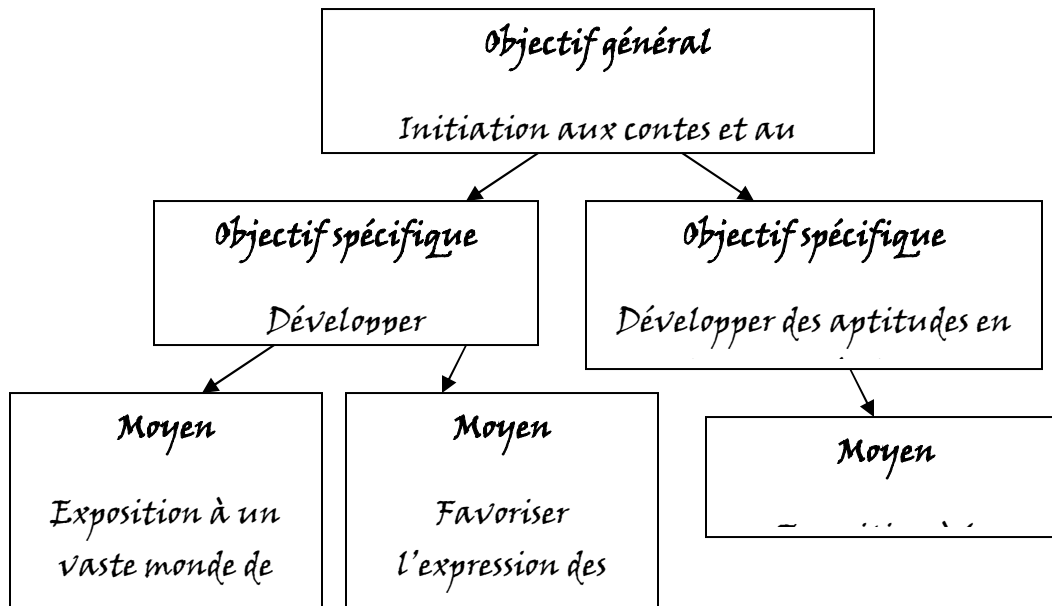 Objectif général
Initiation aux contes et au
Objectif spécifique
Développer
Objectif spécifique
Développer des aptitudes en
Moyen
Exposition à un
vaste monde de
Moyen
Favoriser
l'expression des
Moyen